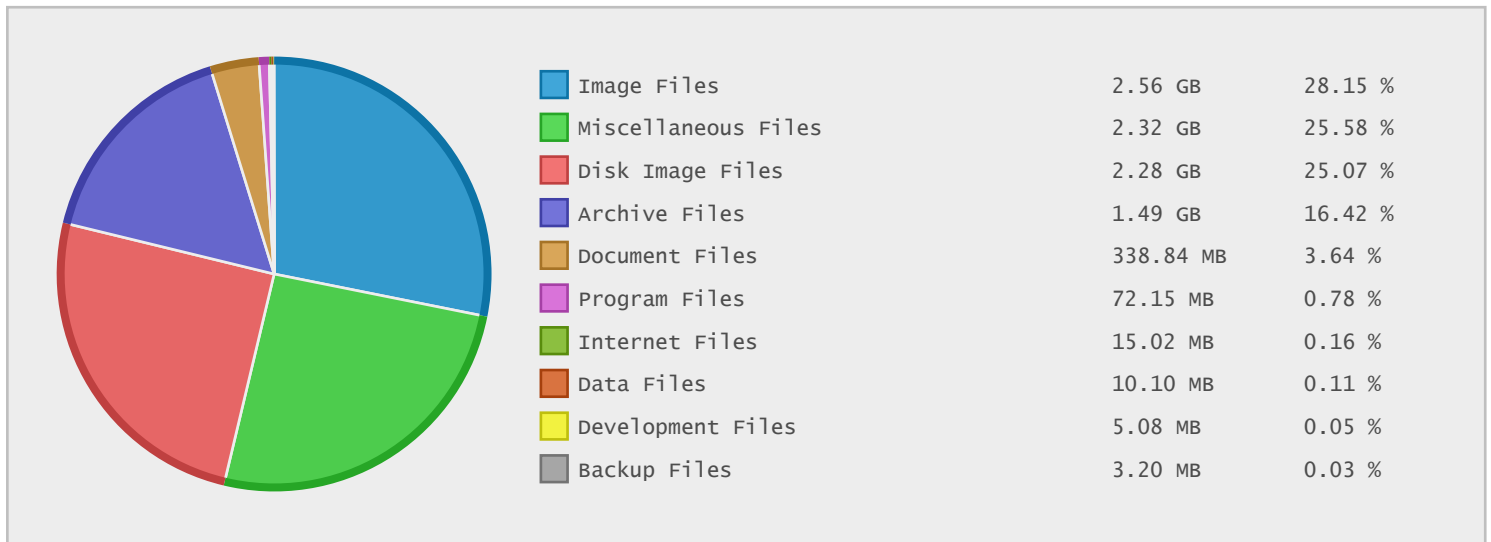 Image Files 2.56 GB 28.15 %
Miscellaneous Files 2.32 GB 25.58 %
Disk Image Files 2.28 GB 25.07 %
Archive Files 1.49 GB 16.42 %
Document Files 338.84 MB 3.64 %
Program Files 72.15 MB 0.78 %
Internet Files 15.02 MB 0.16 %
Data Files 10.10 MB 0.11 %
Development Files 5.08 MB 0.05 %
Backup Files 3.20 MB 0.03 %